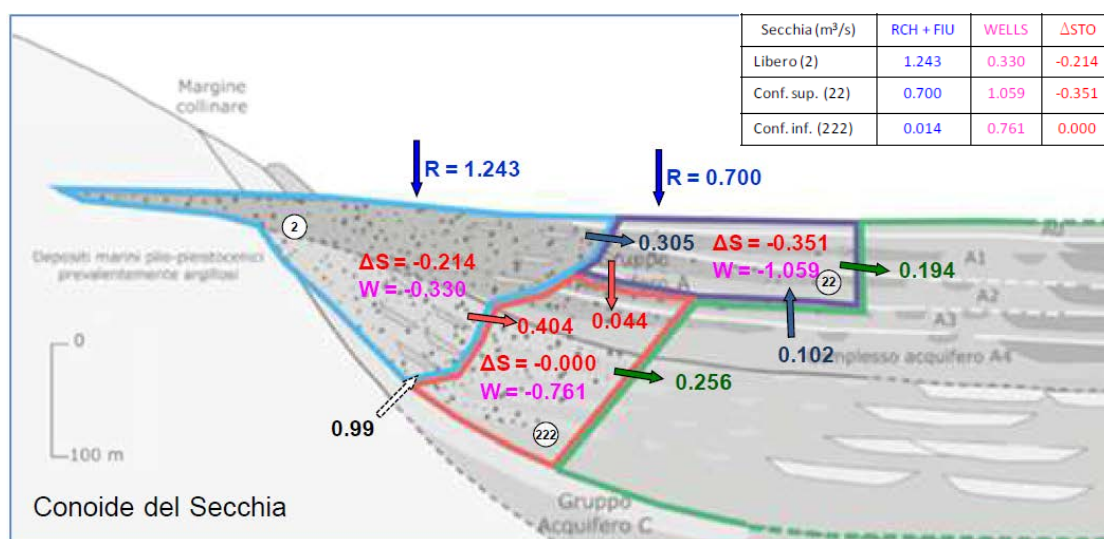 Secchia (m³/s) RCH + FIU WELLS ΔSTO
Libero (2) 1.243 0.330 -0.214
Conf. sup. (22) 0.700 1.059 -0.351
Conf. inf. (222) 0.014 0.761 0.000
Margine
collinare
R = 1.243
R = 0.700
2
Depositi marini plio-pleistocenici
prevalentemente argillosi
0.305
ΔS = -0.351
W = -1.059
22
0.194
A1
ΔS = -0.214
W = -0.330
A
A2
0.404
0.044
A3
0.102
acquifero A4
0
ΔS = -0.000
W = -0.761
0.256
0.99
222
100 m
Conoide del Secchia
Gruppo
Acquifero C